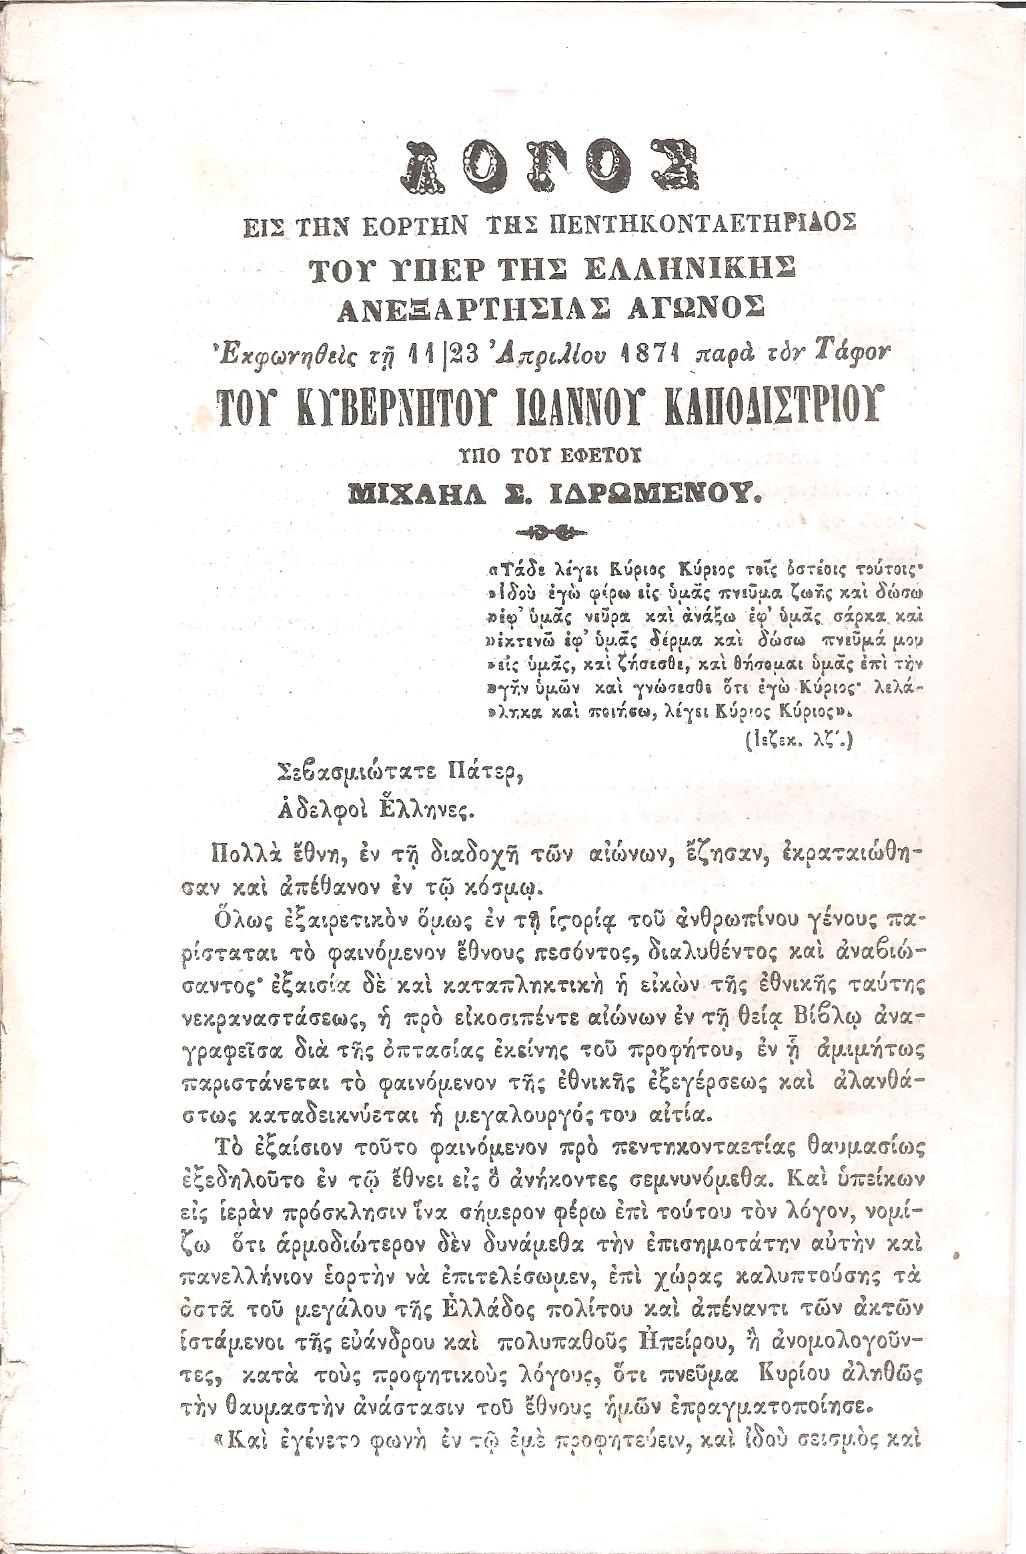 ΛΟΓΟΣ
ΕΙΣ ΤΗΝ ΕΟΡΤΗΝ ΤΗΣ ΠΕΝΤΗΚΟΝΤΑΕΤΗΡΙΔΟΣ
ΤΟΥ ΥΠΕΡ ΤΗΣ ΕΛΛΗΝΙΚΗΣ
ΑΝΕΞΑΡΤΗΣΙΑΣ ΑΓΩΝΟΣ
Ἐκφωνηθεὶς τῇ 11|23 Ἀπριλίου 1871 παρὰ τὸν Τάφον
ΤΟΥ ΚΥΒΕΡΝΗΤΟΥ ΙΩΑΝΝΟΥ ΚΑΠΟΔΙΣΤΡΙΟΥ
ΥΠΟ ΤΟΥ ΕΦΕΤΟΥ
ΜΙΧΑΗΛ Σ. ΙΔΡΩΜΕΝΟΥ.
«Τάδε λέγει Κύριος Κύριος τοῖς ὀστέοις τούτοις·
»Ἰδοὺ ἐγὼ φέρω εἰς ὑμᾶς πνεῦμα ζωῆς καὶ δώσω
»ἐφ' ὑμᾶς νεῦρα καὶ ἀνάξω ἐφ' ὑμᾶς σάρκα καὶ
»ἐκτενῶ ἐφ' ὑμᾶς δέρμα καὶ δώσω πνεῦμά μου
»εἰς ὑμᾶς, καὶ ζήσεσθε, καὶ θήσομαι ὑμᾶς ἐπὶ τὴν
»γῆν ὑμῶν καὶ γνώσεσθε ὅτι ἐγὼ Κύριος· λελά-
»ληκα καὶ ποιήσω, λέγει Κύριος Κύριος».
(Ιεζεκ. λζ΄.)
Σεβασμιώτατε Πάτερ,
Ἀδελφοὶ Ἕλληνες.
Πολλὰ ἔθνη, ἐν τῇ διαδοχῇ τῶν αἰώνων, ἔζησαν, ἐκραταιώθη-
σαν καὶ ἀπέθανον ἐν τῷ κόσμῳ.
Ὅλως ἐξαιρετικὸν ὅμως ἐν τῇ ἱστορίᾳ τοῦ ἀνθρωπίνου γένους πα-
ρίσταται τὸ φαινόμενον ἔθνους πεσόντος, διαλυθέντος καὶ ἀναβιώ-
σαντος· ἐξαισία δὲ καὶ καταπληκτικὴ ἡ εἰκὼν τῆς ἐθνικῆς ταύτης
νεκραναστάσεως, ἡ πρὸ εἰκοσιπέντε αἰώνων ἐν τῇ θείᾳ Βίβλῳ ἀνα-
γραφεῖσα διὰ τῆς ὀπτασίας ἐκείνης τοῦ προφήτου, ἐν ᾗ ἀμιμήτως
παριστάνεται τὸ φαινόμενον τῆς ἐθνικῆς ἐξεγέρσεως καὶ ἀλανθά-
στως καταδεικνύεται ἡ μεγαλουργός του αἰτία.
Τὸ ἐξαίσιον τοῦτο φαινόμενον πρὸ πεντηκονταετίας θαυμασίως
ἐξεδηλοῦτο ἐν τῷ ἔθνει εἰς ὃ ἀνήκοντες σεμνυνόμεθα. Καὶ ὑπείκων
εἰς ἱερὰν πρόσκλησιν ἵνα σήμερον φέρω ἐπὶ τούτου τὸν λόγον, νομί-
ζω ὅτι ἁρμοδιώτερον δὲν δυνάμεθα τὴν ἐπισημοτάτην αὐτὴν καὶ
πανελλήνιον ἑορτὴν νὰ ἐπιτελέσωμεν, ἐπὶ χώρας καλυπτούσης τὰ
ὀστᾶ τοῦ μεγάλου τῆς Ἑλλάδος πολίτου καὶ ἀπέναντι τῶν ἀκτῶν
ἱστάμενοι τῆς εὐάνδρου καὶ πολυπαθοῦς Ἠπείρου, ἢ ἀνομολογοῦν-
τες, κατὰ τοὺς προφητικοὺς λόγους, ὅτι πνεῦμα Κυρίου ἀληθῶς
τὴν θαυμαστὴν ἀνάστασιν τοῦ ἔθνους ἡμῶν ἐπραγματοποίησε.
«Καὶ ἐγένετο φωνὴ ἐν τῷ ἐμὲ προφητεύειν, καὶ ἰδοὺ σεισμὸς καὶ